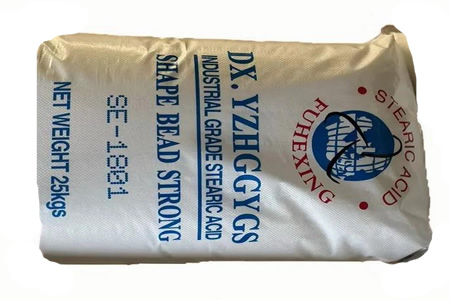 STEARIC ACID
FUHEXING
DX. YZHGGYGS
INDUSTRIAL GRADE STEARIC ACID
SHAPE BEAD STRONG
SE-1801
NET WEIGHT 25kgs